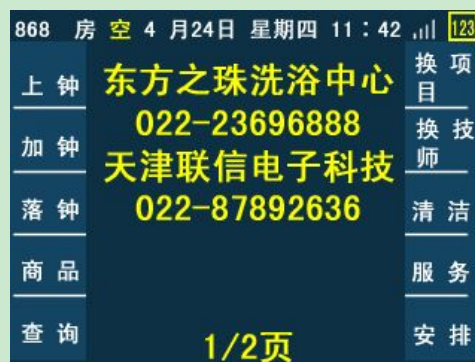 868 房 空 4 月24日 星期四 11：42 123
上 钟
加 钟
落 钟
商 品
查 询
东方之珠洗浴中心
022-23696888
天津联信电子科技
022-87892636
1/2页
换 项
目
换 技
师
清 洁
服 务
安 排